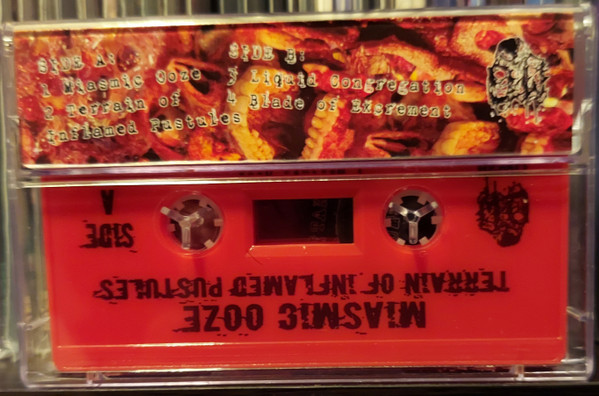 SIDE A:
1 Miasmic Ooze
2 Terrain of
Inflamed Pustules
SIDE B:
3 Liquid Congregation
4 Blade of Excrement
SIDE
A
MIASMIC OOZE
TERRAIN OF INFLAMED PUSTULES